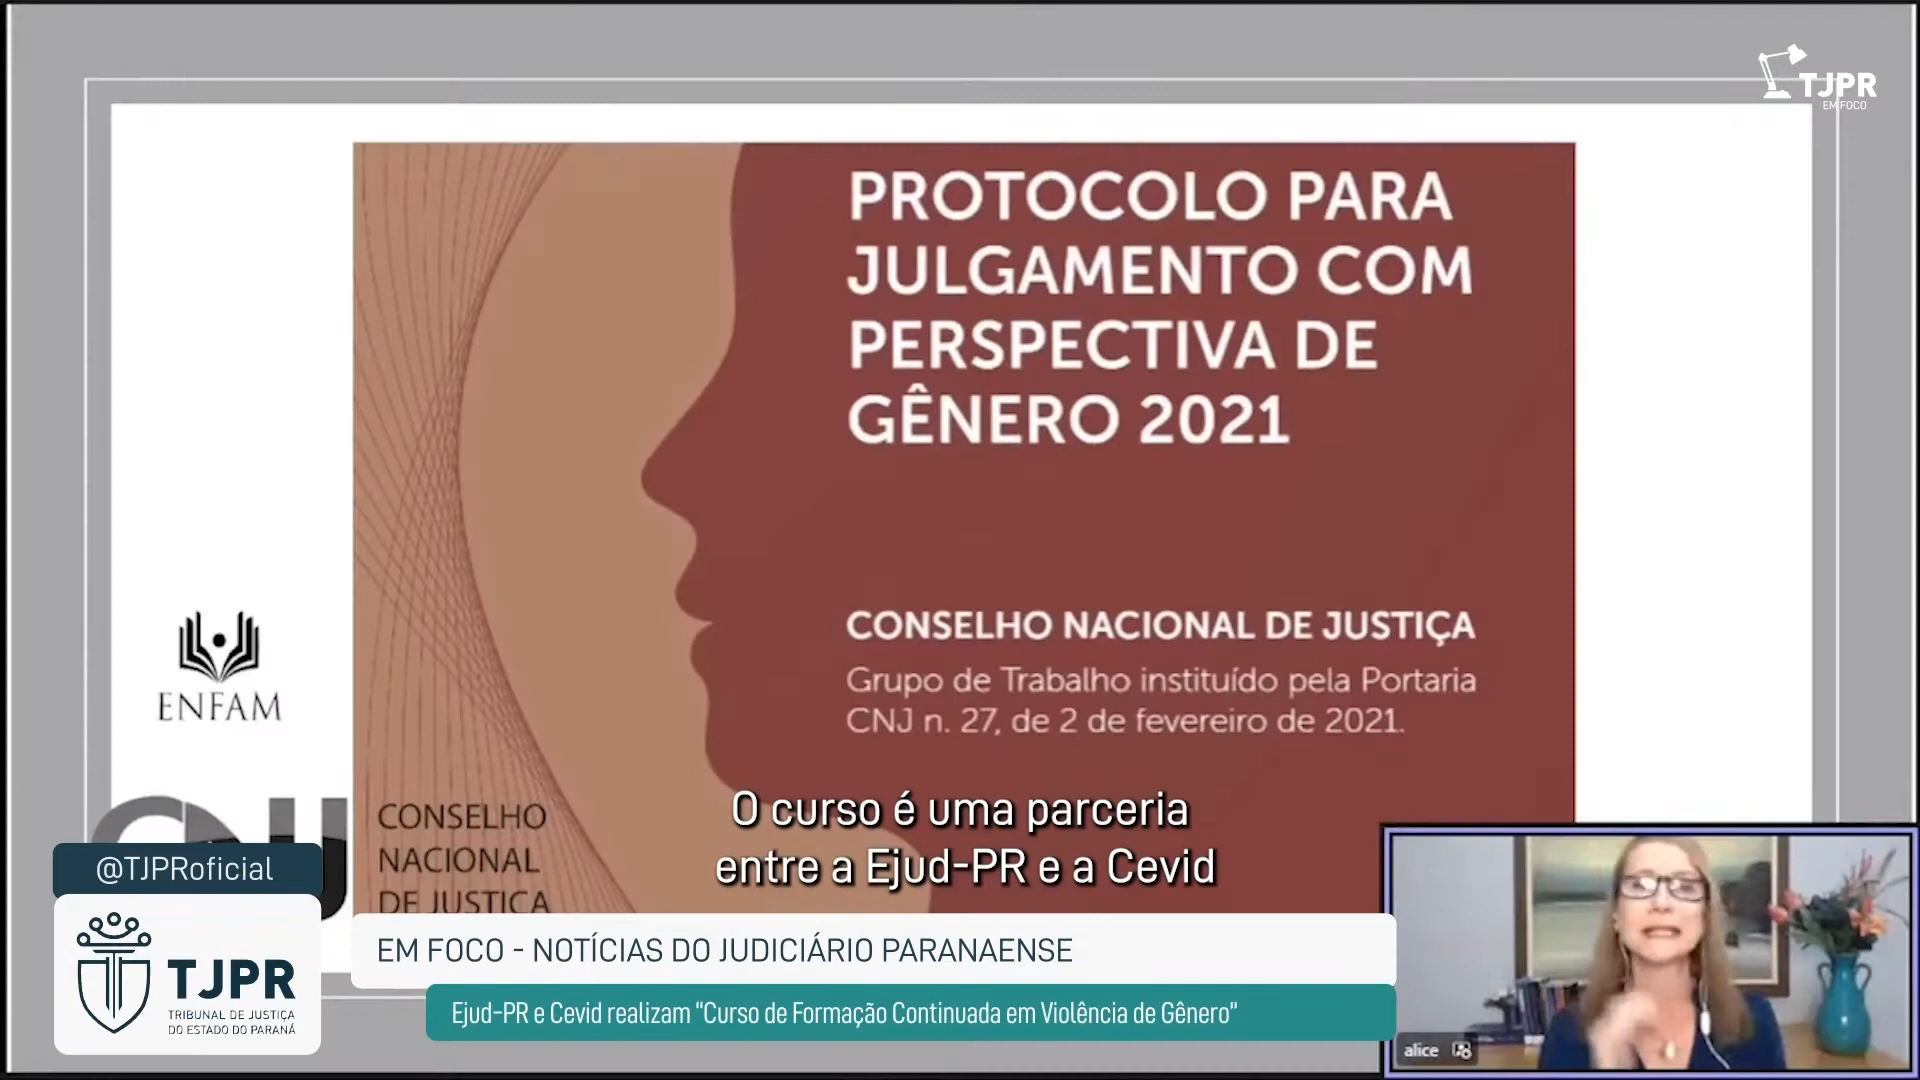 TJPR
EM FOCO
PROTOCOLO PARA
JULGAMENTO COM
PERSPECTIVA DE
GÊNERO 2021
CONSELHO NACIONAL DE JUSTIÇA
Grupo de Trabalho instituído pela Portaria
CNJ n. 27, de 2 de fevereiro de 2021.
ENFAM
CONSELHO
NACIONAL
DE JUSTIÇA
O curso é uma parceria
entre a Ejud-PR e a Cevid
@TJPRoficial
TJPR
TRIBUNAL DE JUSTIÇA
DO ESTADO DO PARANÁ
EM FOCO - NOTÍCIAS DO JUDICIÁRIO PARANAENSE
Ejud-PR e Cevid realizam "Curso de Formação Continuada em Violência de Gênero"
alice